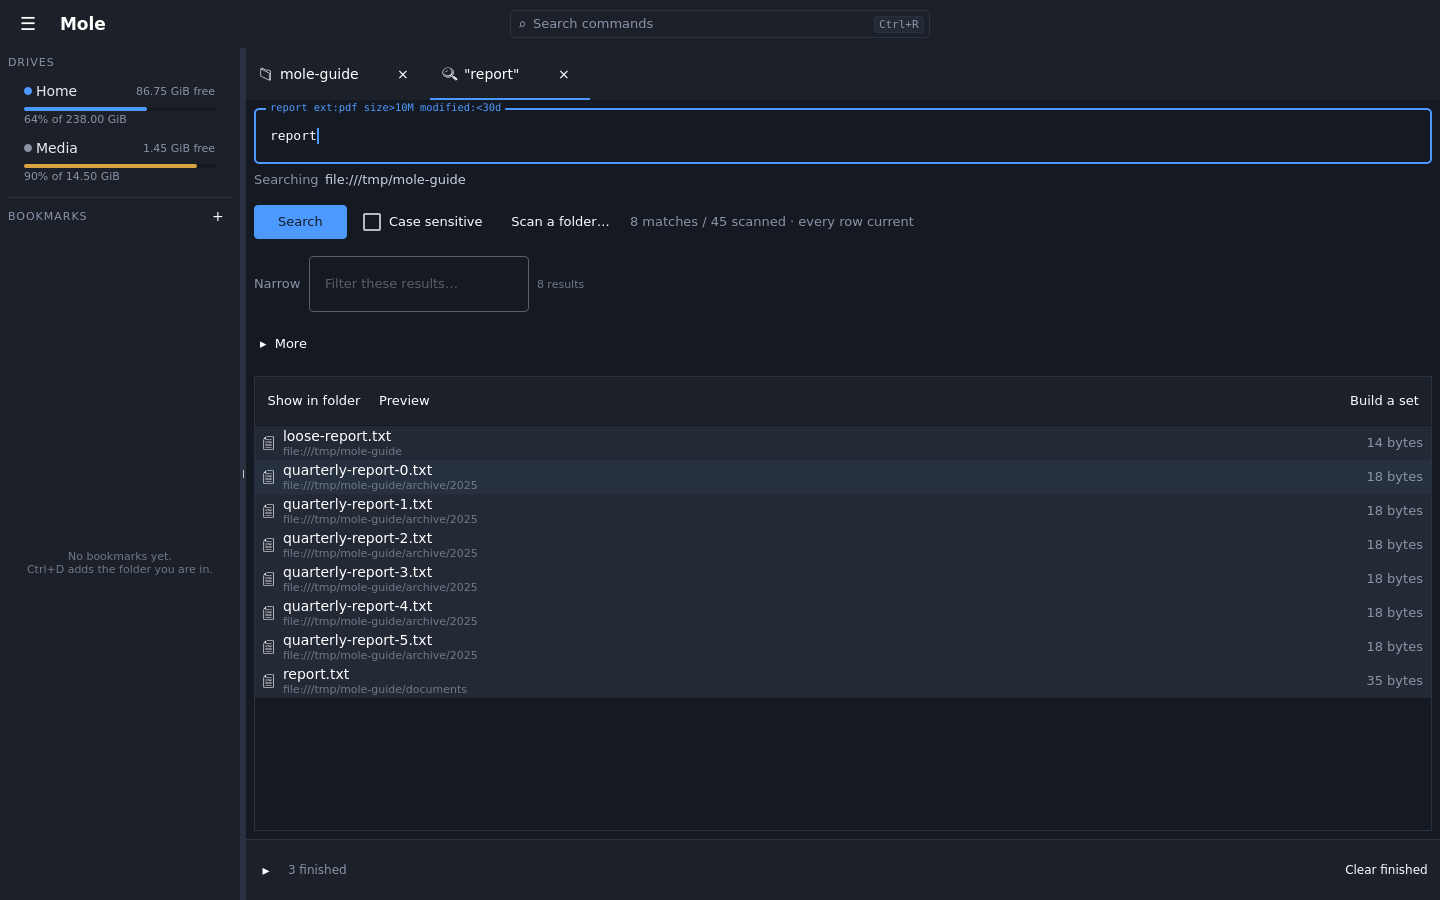 ☰ Mole
Search commands Ctrl+R
DRIVES
Home 86.75 GiB free
64% of 238.00 GiB
Media 1.45 GiB free
90% of 14.50 GiB
BOOKMARKS +
No bookmarks yet.
Ctrl+D adds the folder you are in.
mole-guide ×
"report" ×
report ext:pdf size>10M modified:<30d
report
Searching file:///tmp/mole-guide
Search Case sensitive Scan a folder… 8 matches / 45 scanned · every row current
Narrow Filter these results… 8 results
▸ More
Show in folder Preview Build a set
loose-report.txt 14 bytes
file:///tmp/mole-guide
quarterly-report-0.txt 18 bytes
file:///tmp/mole-guide/archive/2025
quarterly-report-1.txt 18 bytes
file:///tmp/mole-guide/archive/2025
quarterly-report-2.txt 18 bytes
file:///tmp/mole-guide/archive/2025
quarterly-report-3.txt 18 bytes
file:///tmp/mole-guide/archive/2025
quarterly-report-4.txt 18 bytes
file:///tmp/mole-guide/archive/2025
quarterly-report-5.txt 18 bytes
file:///tmp/mole-guide/archive/2025
report.txt 35 bytes
file:///tmp/mole-guide/documents
▸ 3 finished Clear finished